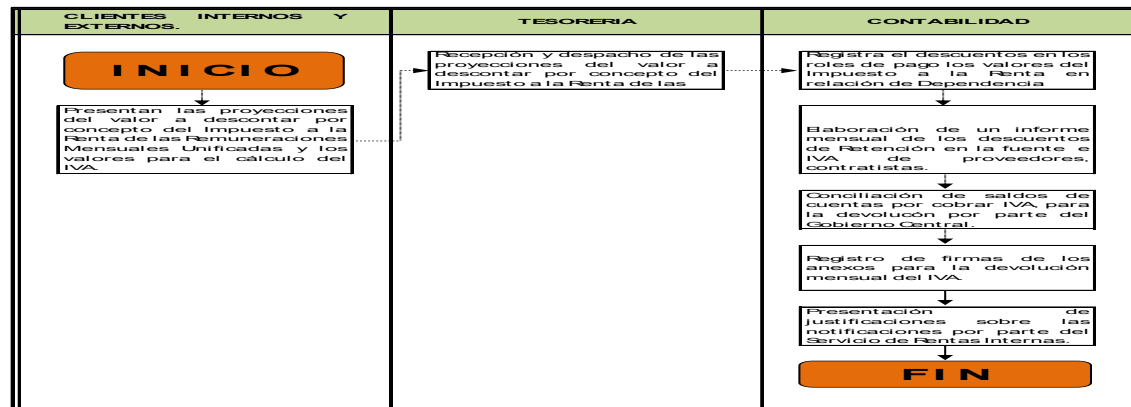 CLIENTES INTERNOS Y
EXTERNOS.
TESORERIA
CONTABILIDAD
INICIO
Presentan las proyecciones
del valor a descontar por
concepto del Impuesto a la
Renta de las Remuneraciones
Mensuales Unificadas y los
valores para el cálculo del
IVA.
Recepción y despacho de las
proyecciones del valor a
descontar por concepto del
Impuesto a la Renta de las
Registra el descuentos en los
roles de pago los valores del
Impuesto a la Renta en
relación de Dependencia
Elaboración de un informe
mensual de los descuentos
de Retención en la fuente e
IVA de proveedores,
contratistas.
Conciliación de saldos de
cuentas por cobrar IVA, para
la devolucón por parte del
Gobierno Central.
Registro de firmas de los
anexos para la devolución
mensual del IVA.
Presentación de
justificaciones sobre las
notificaciones por parte del
Servicio de Rentas Internas.
FIN